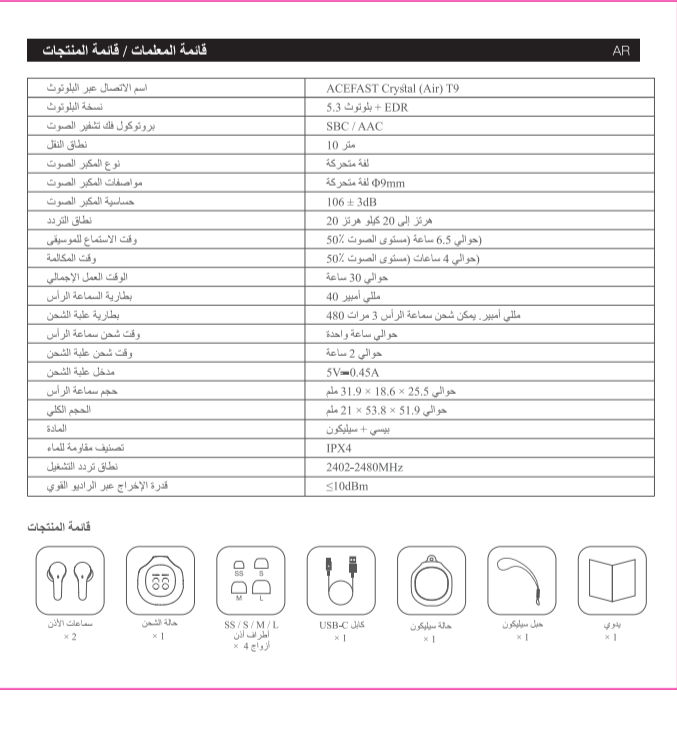 قائمة المعلمات / قائمة المنتجات
AR
اسم الاتصال عبر البلوتوث ACEFAST Crystal (Air) T9
نسخة البلوتوث بلوتوث 5.3 + EDR
بروتوكول فك تشفير الصوت SBC / AAC
نطاق النقل 10 متر
نوع المكبر الصوت لفة متحركة
مواصفات المكبر الصوت لفة متحركة Φ9mm
حساسية المكبر الصوت 106 ± 3dB
نطاق التردد 20 هرتز إلى 20 كيلو هرتز
وقت الاستماع للموسيقى (حوالي 6.5 ساعة (مستوى الصوت 50٪
وقت المكالمة (حوالي 4 ساعات (مستوى الصوت 50٪
الوقت العمل الإجمالي حوالي 30 ساعة
بطارية السماعة الرأس 40 مللي أمبير
بطارية علبة الشحن 480 مللي أمبير. يمكن شحن سماعة الرأس 3 مرات
وقت شحن سماعة الرأس حوالي ساعة واحدة
وقت شحن علبة الشحن حوالي 2 ساعة
مدخل علبة الشحن 5V⎓0.45A
حجم سماعة الرأس حوالي 25.5 × 18.6 × 31.9 ملم
الحجم الكلي حوالي 51.9 × 53.8 × 21 ملم
المادة بيسي + سيليكون
تصنيف مقاومة للماء IPX4
نطاق تردد التشغيل 2402-2480MHz
قدرة الإخراج عبر الراديو القوي ≤10dBm
قائمة المنتجات
SS S
M L
سماعات الأذن
× 2
حالة الشحن
× 1
SS / S / M / L
أطراف أذن
أزواج 4 ×
كابل USB-C
× 1
حالة سيليكون
× 1
حبل سيليكون
× 1
يدوي
× 1